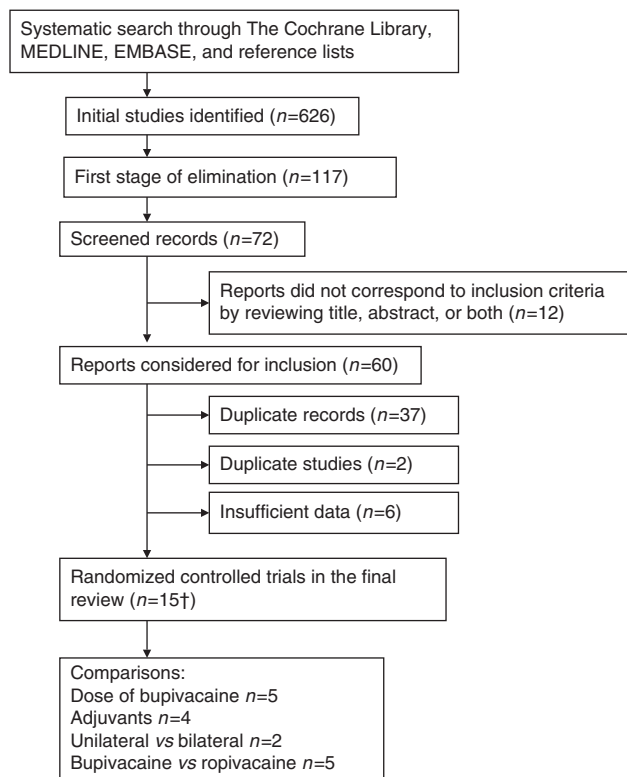 Systematic search through The Cochrane Library,
MEDLINE, EMBASE, and reference lists
Initial studies identified (n=626)
First stage of elimination (n=117)
Screened records (n=72)
Reports did not correspond to inclusion criteria
by reviewing title, abstract, or both (n=12)
Reports considered for inclusion (n=60)
Duplicate records (n=37)
Duplicate studies (n=2)
Insufficient data (n=6)
Randomized controlled trials in the final
review (n=15†)
Comparisons:
Dose of bupivacaine n=5
Adjuvants n=4
Unilateral vs bilateral n=2
Bupivacaine vs ropivacaine n=5